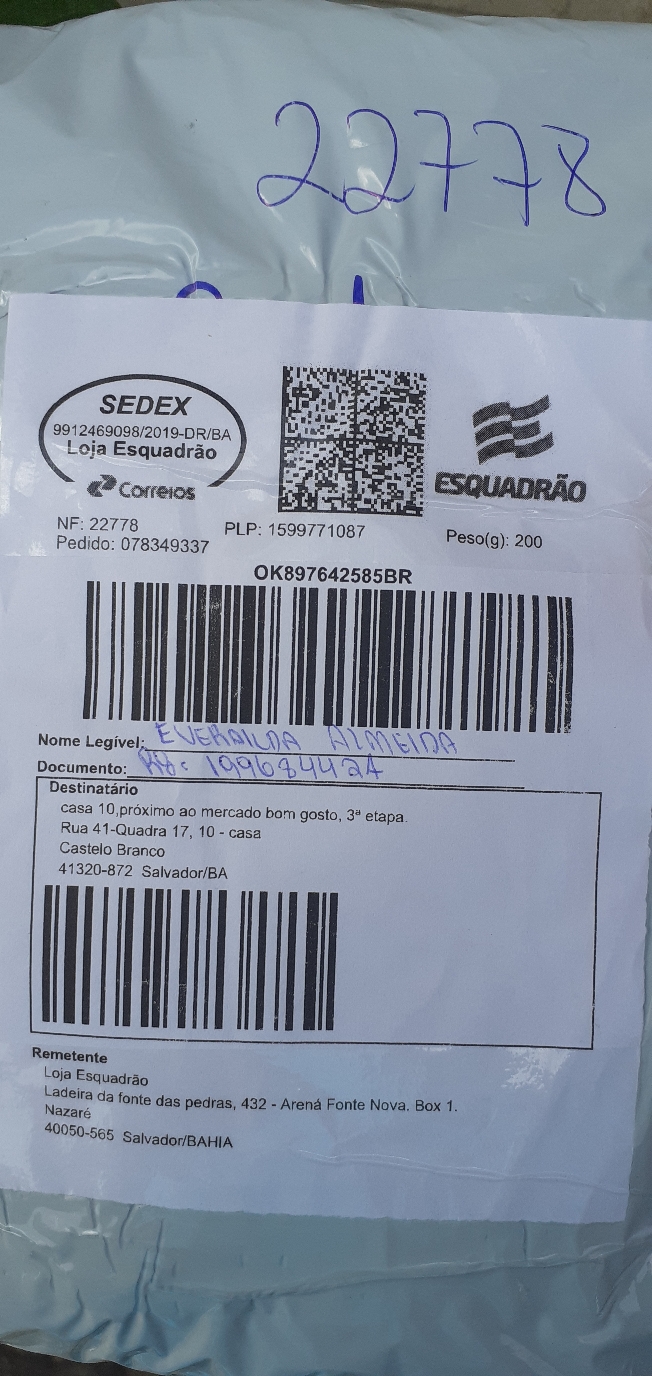 22778
SEDEX
9912469098/2019-DR/BA
Loja Esquadrão
Correios
ESQUADRÃO
NF: 22778
PLP: 1599771087
Peso(g): 200
Pedido: 078349337
OK897642585BR
Nome Legível: EVERAILDA ALMEIDA
Documento:
Destinatário
casa 10,próximo ao mercado bom gosto, 3ª etapa.
Rua 41-Quadra 17, 10 - casa
Castelo Branco
41320-872 Salvador/BA
Remetente
Loja Esquadrão
Ladeira da fonte das pedras, 432 - Arená Fonte Nova. Box 1.
Nazaré
40050-565 Salvador/BAHIA